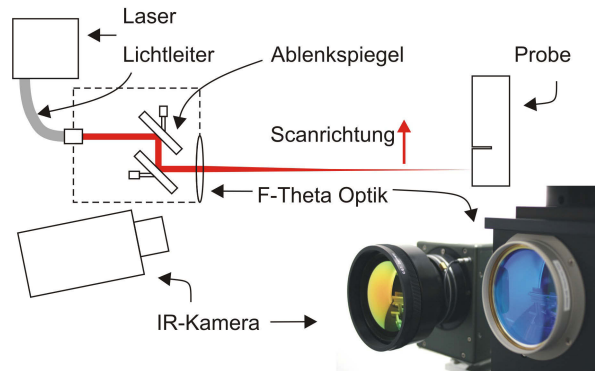 Laser
Lichtleiter
Ablenkspiegel
Probe
Scanrichtung
F-Theta Optik
IR-Kamera